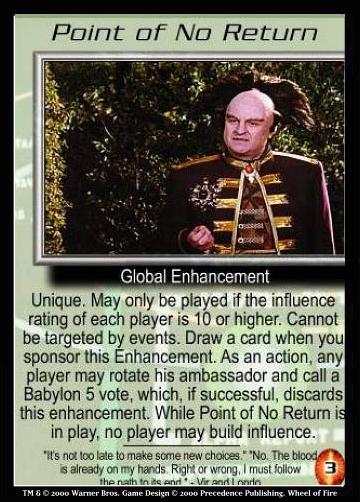 Point of No Return
Global Enhancement
Unique. May only be played if the influence
rating of each player is 10 or higher. Cannot
be targeted by events. Draw a card when you
sponsor this Enhancement. As an action, any
player may rotate his ambassador and call a
Babylon 5 vote, which, if successful, discards
this enhancement. While Point of No Return is
in play, no player may build influence.
"It's not too late to make some new choices." "No. The blood
is already on my hands. Right or wrong, I must follow
the path to its end." - Vir and Londo
3
TM & © 2000 Warner Bros. Game Design © 2000 Precedence Publishing. Wheel of Fire